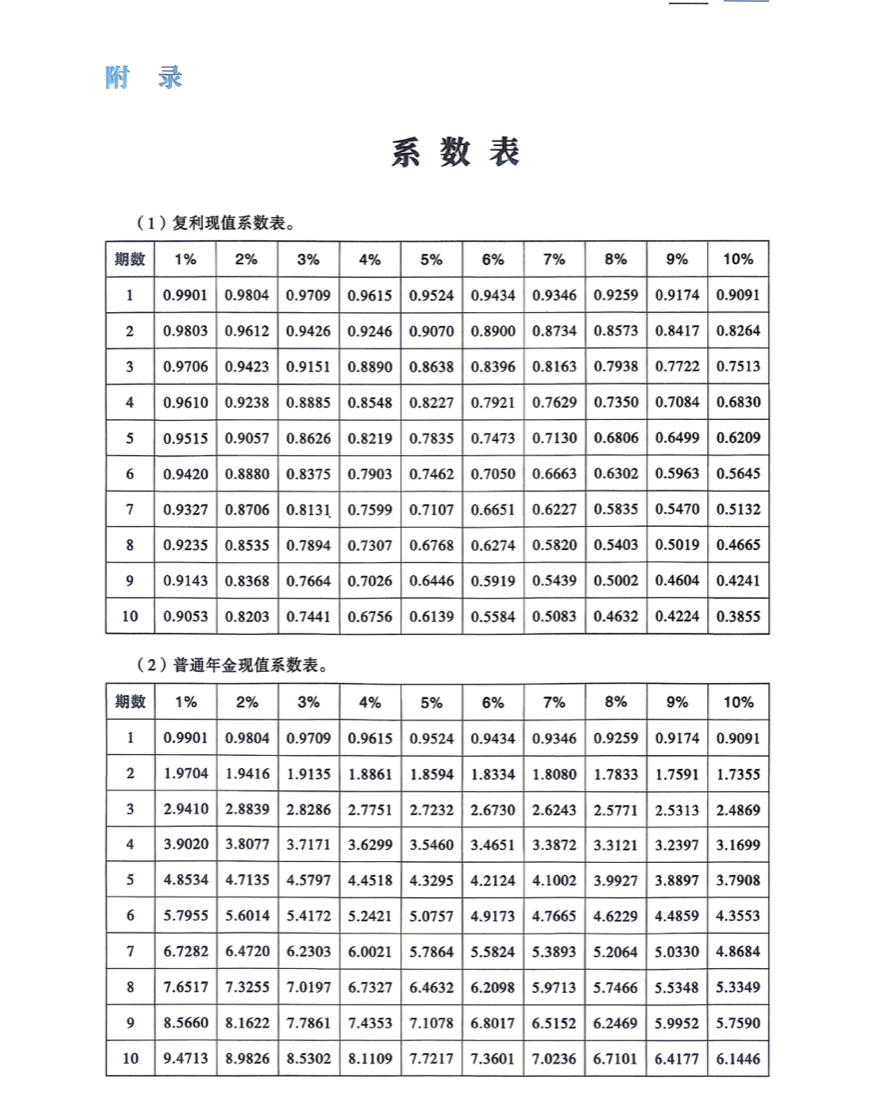 附 录
系 数 表
（1）复利现值系数表。
期数 1% 2% 3% 4% 5% 6% 7% 8% 9% 10%
1 0.9901 0.9804 0.9709 0.9615 0.9524 0.9434 0.9346 0.9259 0.9174 0.9091
2 0.9803 0.9612 0.9426 0.9246 0.9070 0.8900 0.8734 0.8573 0.8417 0.8264
3 0.9706 0.9423 0.9151 0.8890 0.8638 0.8396 0.8163 0.7938 0.7722 0.7513
4 0.9610 0.9238 0.8885 0.8548 0.8227 0.7921 0.7629 0.7350 0.7084 0.6830
5 0.9515 0.9057 0.8626 0.8219 0.7835 0.7473 0.7130 0.6806 0.6499 0.6209
6 0.9420 0.8880 0.8375 0.7903 0.7462 0.7050 0.6663 0.6302 0.5963 0.5645
7 0.9327 0.8706 0.8131 0.7599 0.7107 0.6651 0.6227 0.5835 0.5470 0.5132
8 0.9235 0.8535 0.7894 0.7307 0.6768 0.6274 0.5820 0.5403 0.5019 0.4665
9 0.9143 0.8368 0.7664 0.7026 0.6446 0.5919 0.5439 0.5002 0.4604 0.4241
10 0.9053 0.8203 0.7441 0.6756 0.6139 0.5584 0.5083 0.4632 0.4224 0.3855
（2）普通年金现值系数表。
期数 1% 2% 3% 4% 5% 6% 7% 8% 9% 10%
1 0.9901 0.9804 0.9709 0.9615 0.9524 0.9434 0.9346 0.9259 0.9174 0.9091
2 1.9704 1.9416 1.9135 1.8861 1.8594 1.8334 1.8080 1.7833 1.7591 1.7355
3 2.9410 2.8839 2.8286 2.7751 2.7232 2.6730 2.6243 2.5771 2.5313 2.4869
4 3.9020 3.8077 3.7171 3.6299 3.5460 3.4651 3.3872 3.3121 3.2397 3.1699
5 4.8534 4.7135 4.5797 4.4518 4.3295 4.2124 4.1002 3.9927 3.8897 3.7908
6 5.7955 5.6014 5.4172 5.2421 5.0757 4.9173 4.7665 4.6229 4.4859 4.3553
7 6.7282 6.4720 6.2303 6.0021 5.7864 5.5824 5.3893 5.2064 5.0330 4.8684
8 7.6517 7.3255 7.0197 6.7327 6.4632 6.2098 5.9713 5.7466 5.5348 5.3349
9 8.5660 8.1622 7.7861 7.4353 7.1078 6.8017 6.5152 6.2469 5.9952 5.7590
10 9.4713 8.9826 8.5302 8.1109 7.7217 7.3601 7.0236 6.7101 6.4177 6.1446